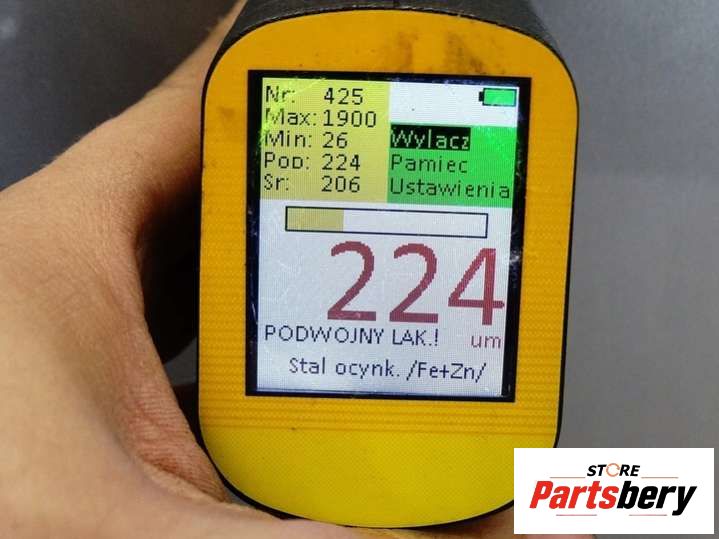 Nr: 425
Max: 1900
Min: 26
Pop: 224
Sr: 206
Wylacz
Pamiec
Ustawienia
224
PODWOJNY LAK.! um
Stal ocynk. /Fe+Zn/
STORE
Partsbery